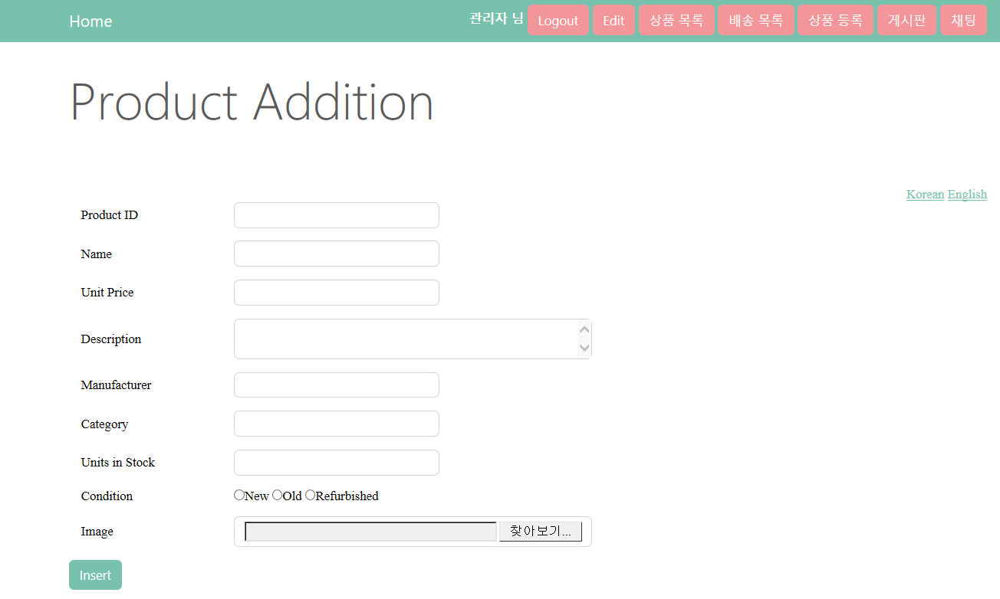 Home 관리자 님 Logout Edit 상품 목록 배송 목록 상품 등록 게시판 채팅
Product Addition
Korean English
Product ID
Name
Unit Price
Description
Manufacturer
Category
Units in Stock
Condition New Old Refurbished
Image 찾아보기...
Insert